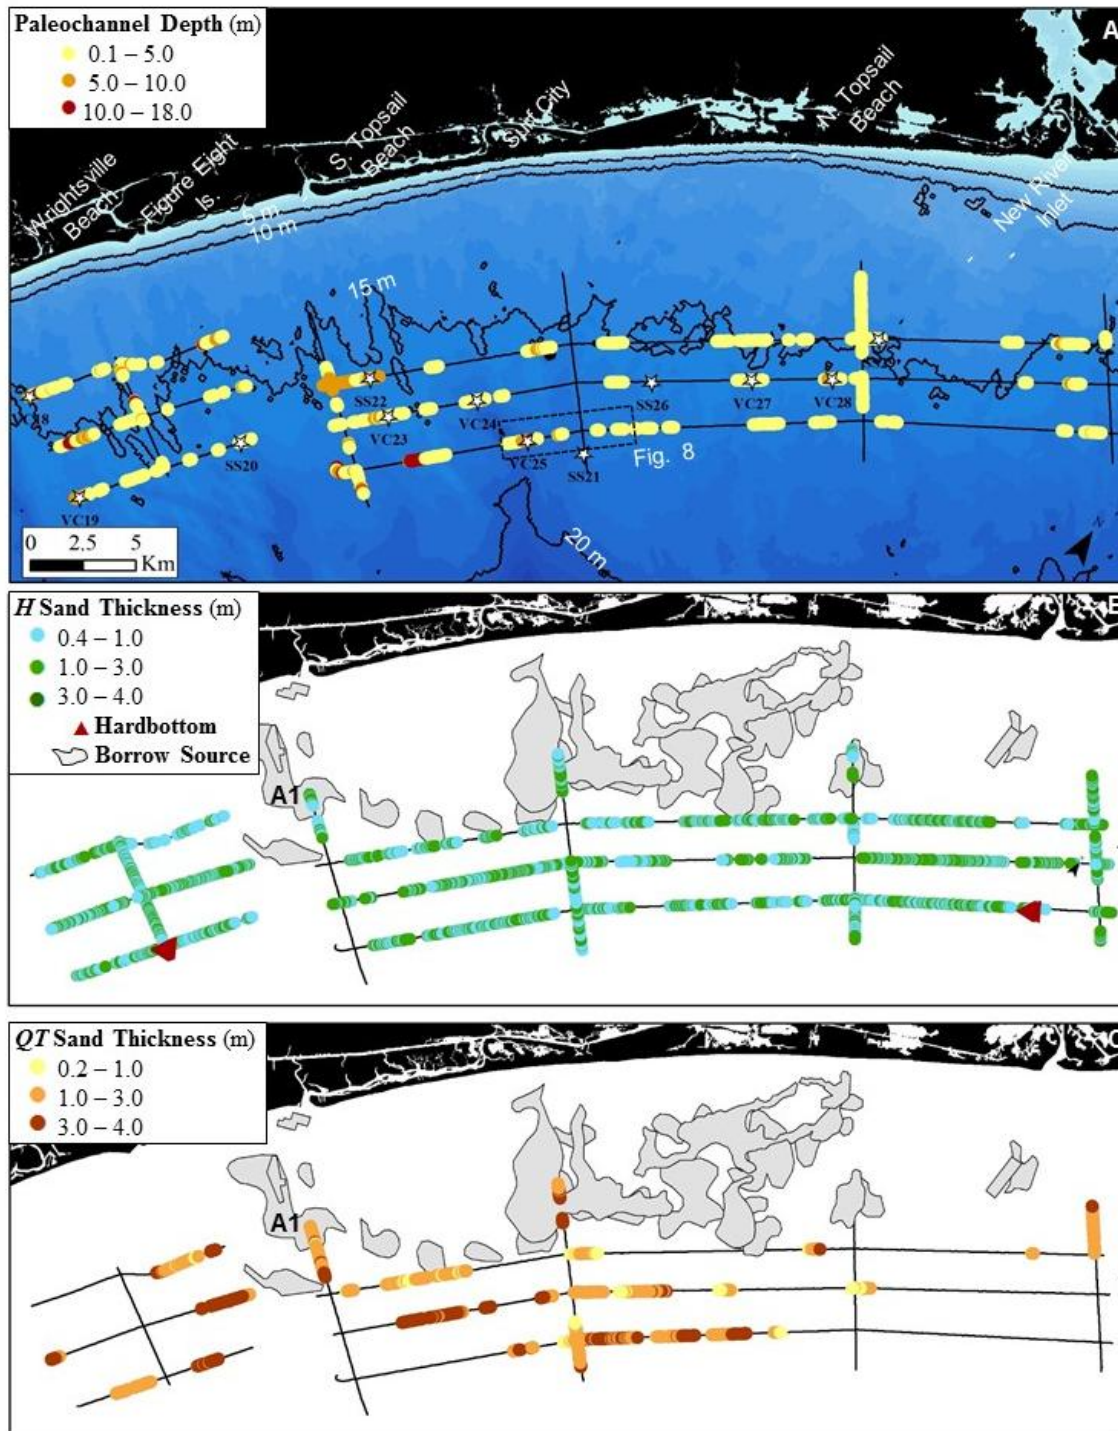 Paleochannel Depth (m)
0.1 – 5.0
5.0 – 10.0
10.0 – 18.0
A
Wrightsville
Beach
Figure Eight
Is.
S. Topsail
Beach
Surf City
N. Topsail
Beach
New River
Inlet
5 m
10 m
15 m
20 m
SS22
VC23
VC24
SS26
VC27
VC28
SS20
VC25
SS21
Fig. 8
VC19
0 2,5 5
Km
H Sand Thickness (m)
0.4 – 1.0
1.0 – 3.0
3.0 – 4.0
Hardbottom
Borrow Source
A1
QT Sand Thickness (m)
0.2 – 1.0
1.0 – 3.0
3.0 – 4.0
A1